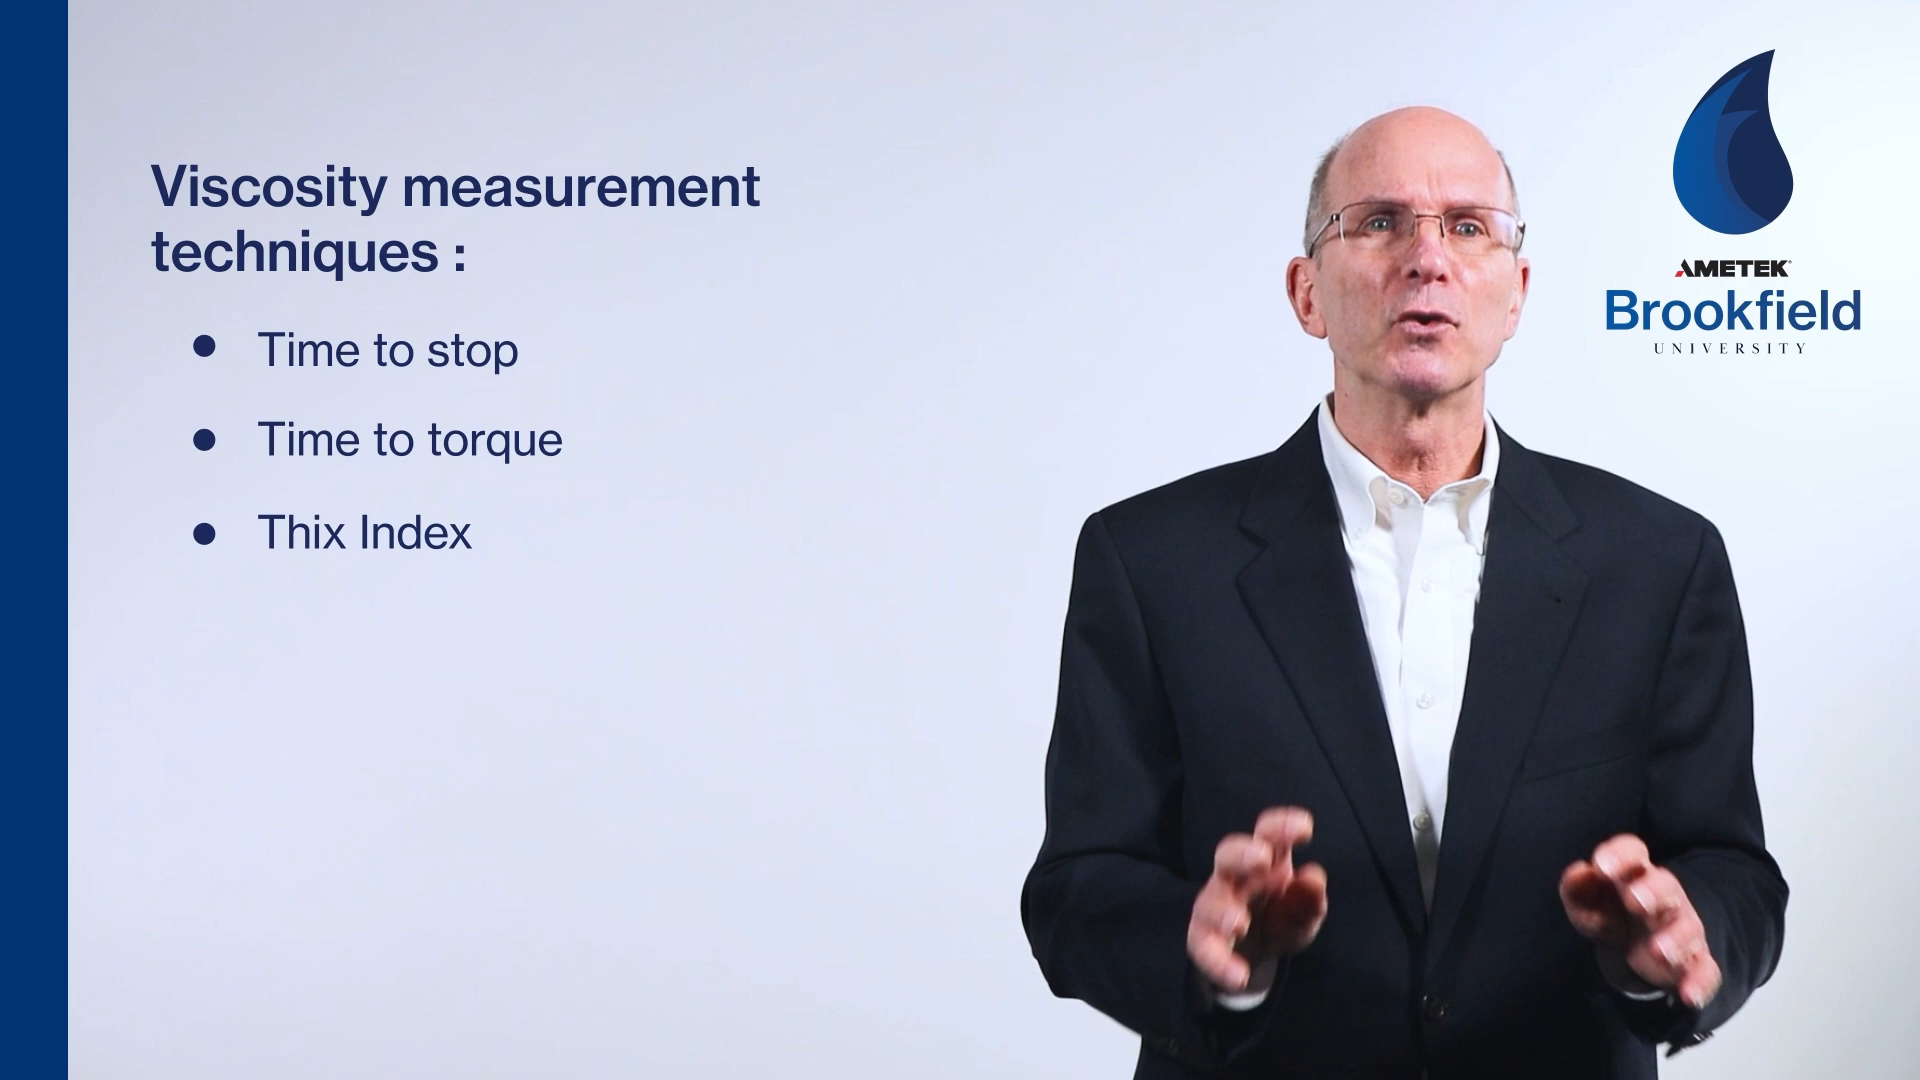 Viscosity measurement
techniques :
● Time to stop
● Time to torque
● Thix Index
AMETEK®
Brookfield
UNIVERSITY